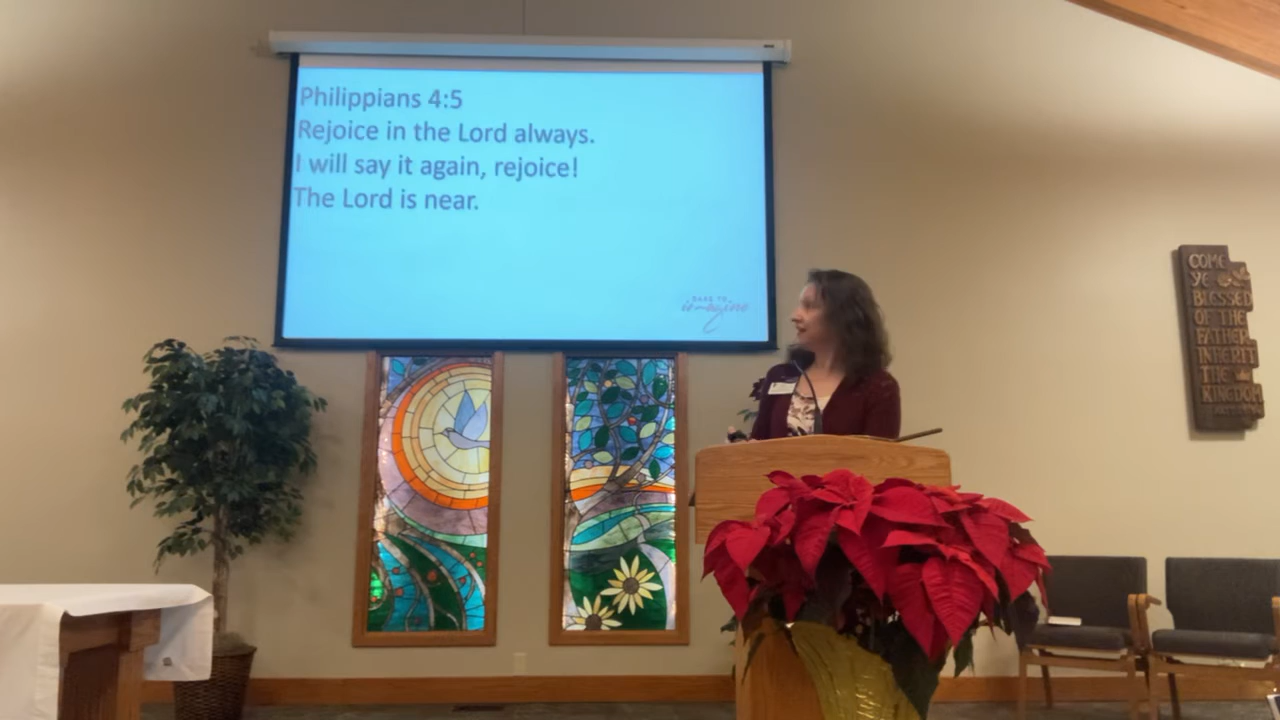 Philippians 4:5
Rejoice in the Lord always.
I will say it again, rejoice!
The Lord is near.
DARE TO
imagine
COME
YE
BLESSED
OF THE
FATHER
INHERIT
THE
KINGDOM